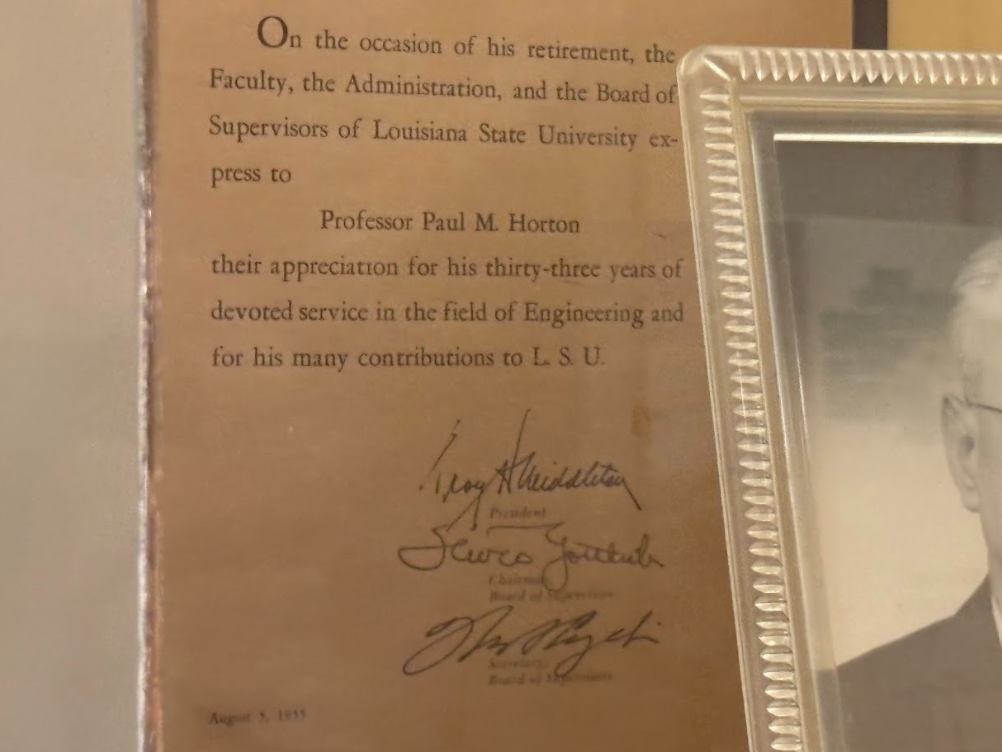 On the occasion of his retirement, the
Faculty, the Administration, and the Board of
Supervisors of Louisiana State University ex-
press to
Professor Paul M. Horton
their appreciation for his thirty-three years of
devoted service in the field of Engineering and
for his many contributions to L. S. U.
Troy H Middleton
President
Chairman
Board of Supervisors
Secretary,
Board of Supervisors
August 5, 1955